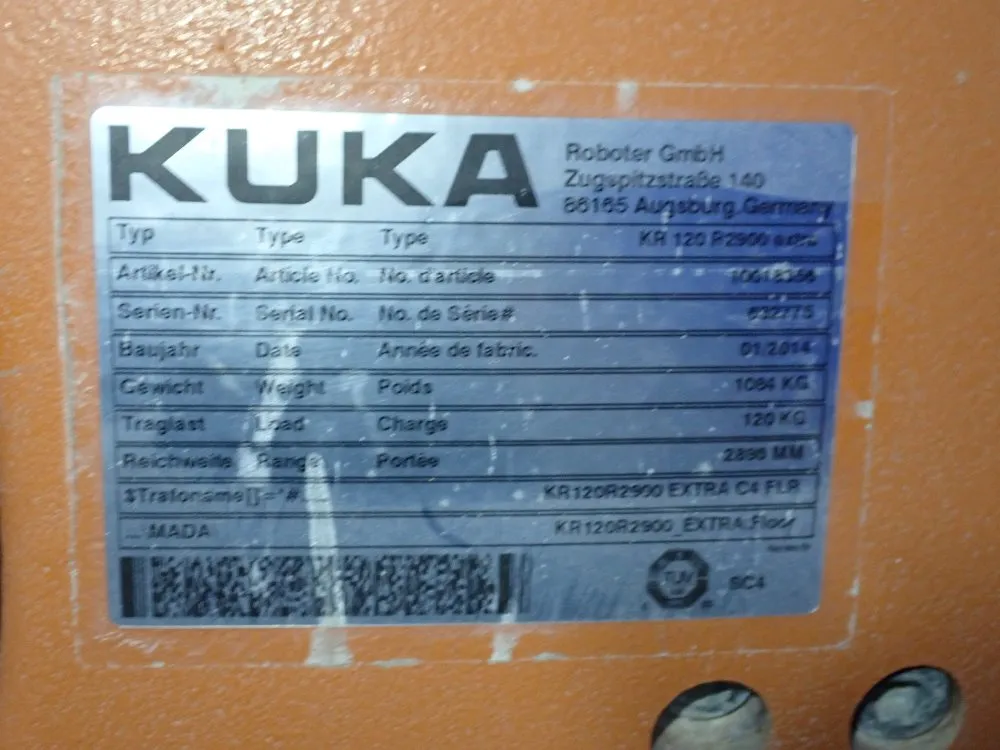 KUKA
Roboter GmbH
Zugspitzstraße 140
86165 Augsburg, Germany
Typ Type Type KR 120 R2900 extra
Artikel-Nr. Article No. No. d'article
Serien-Nr. Serial No. No. de Série#
Baujahr Date Année de fabric. 01/2014
Gewicht Weight Poids 1084 KG
Traglast Load Charge 120 KG
Reichweite Range Portée 2896 MM
$Trafoname[]="#... KR120R2900 EXTRA C4 FLR
... MADA KR120R2900_EXTRA Floor
TÜV
SC4